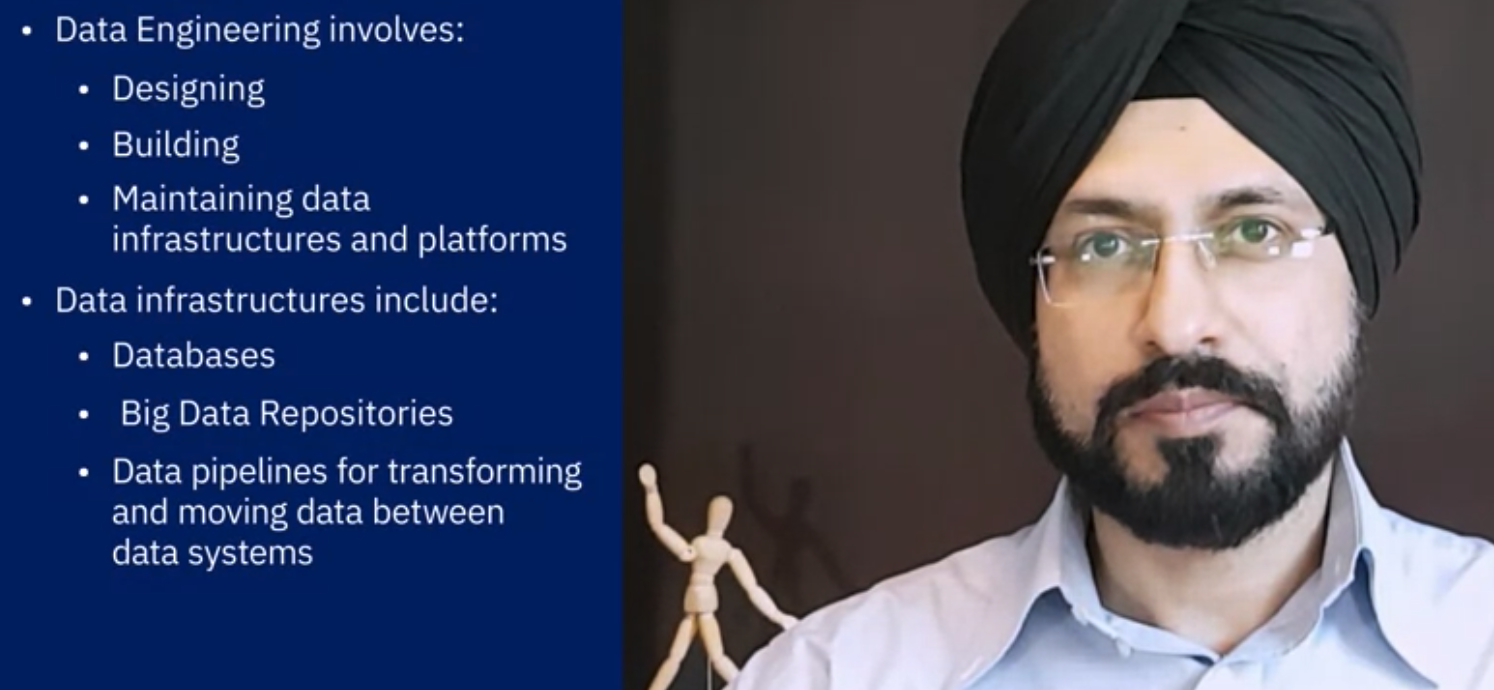 • Data Engineering involves:
• Designing
• Building
• Maintaining data
infrastructures and platforms
• Data infrastructures include:
• Databases
• Big Data Repositories
• Data pipelines for transforming
and moving data between
data systems